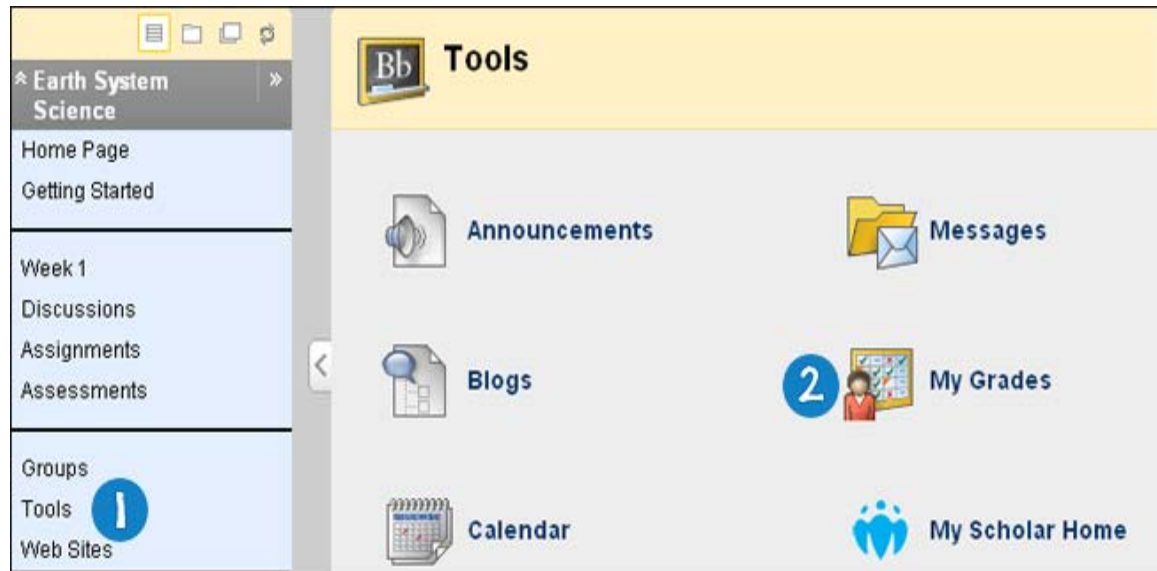 Earth System
Science
Home Page
Getting Started
Week 1
Discussions
Assignments
Assessments
Groups
Tools
1
Web Sites
Bb
Tools
Announcements
Messages
Blogs
2
My Grades
Calendar
My Scholar Home